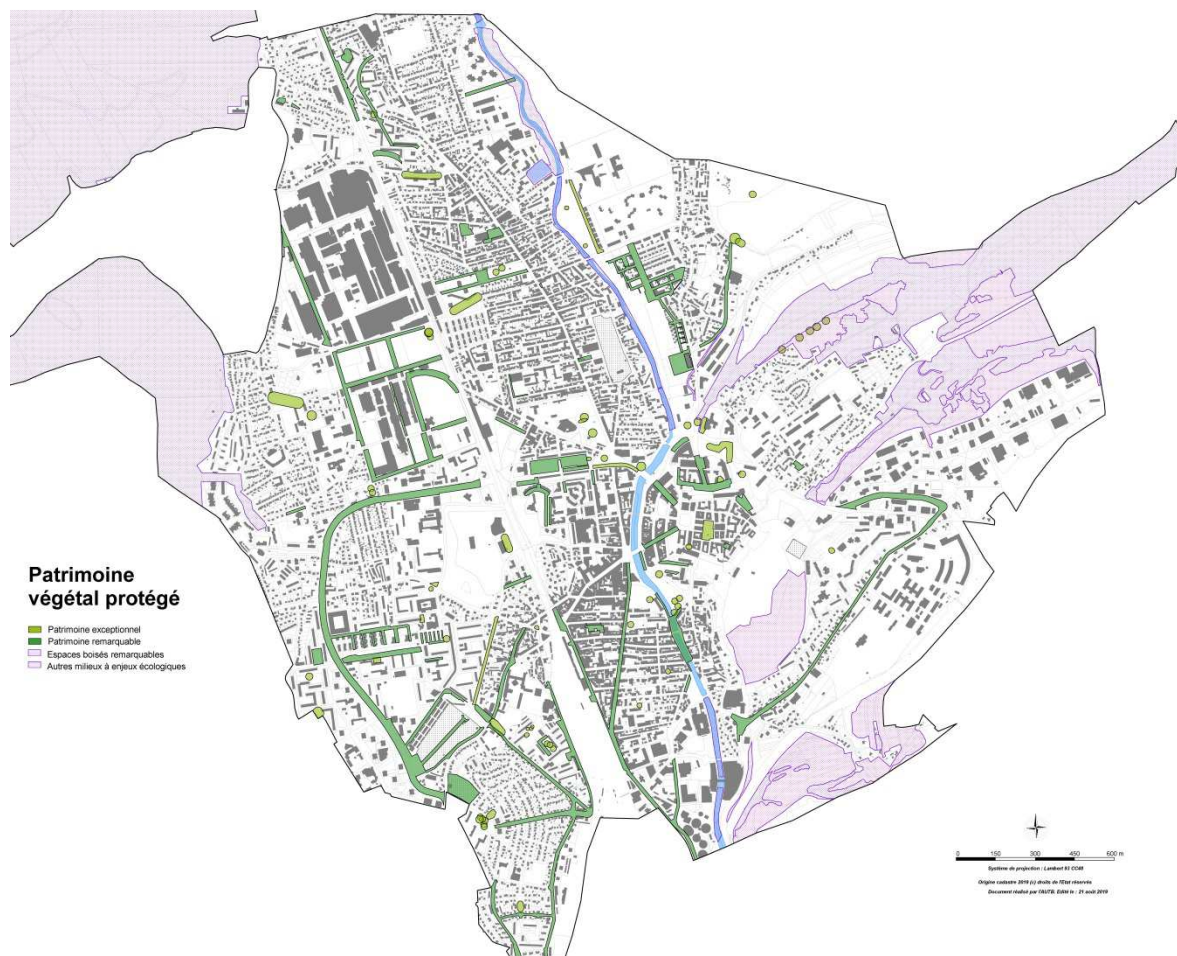 Patrimoine
végétal protégé
Patrimoine exceptionnel
Patrimoine remarquable
Espaces boisés remarquables
Autres milieux à enjeux écologiques
0 150 300 450 600 m
Système de projection : Lambert 93 CC48
Origine cadastre 2019 (c) droits de l'Etat réservés
Document réalisé par l'AUTB. Edité le : 21 août 2019